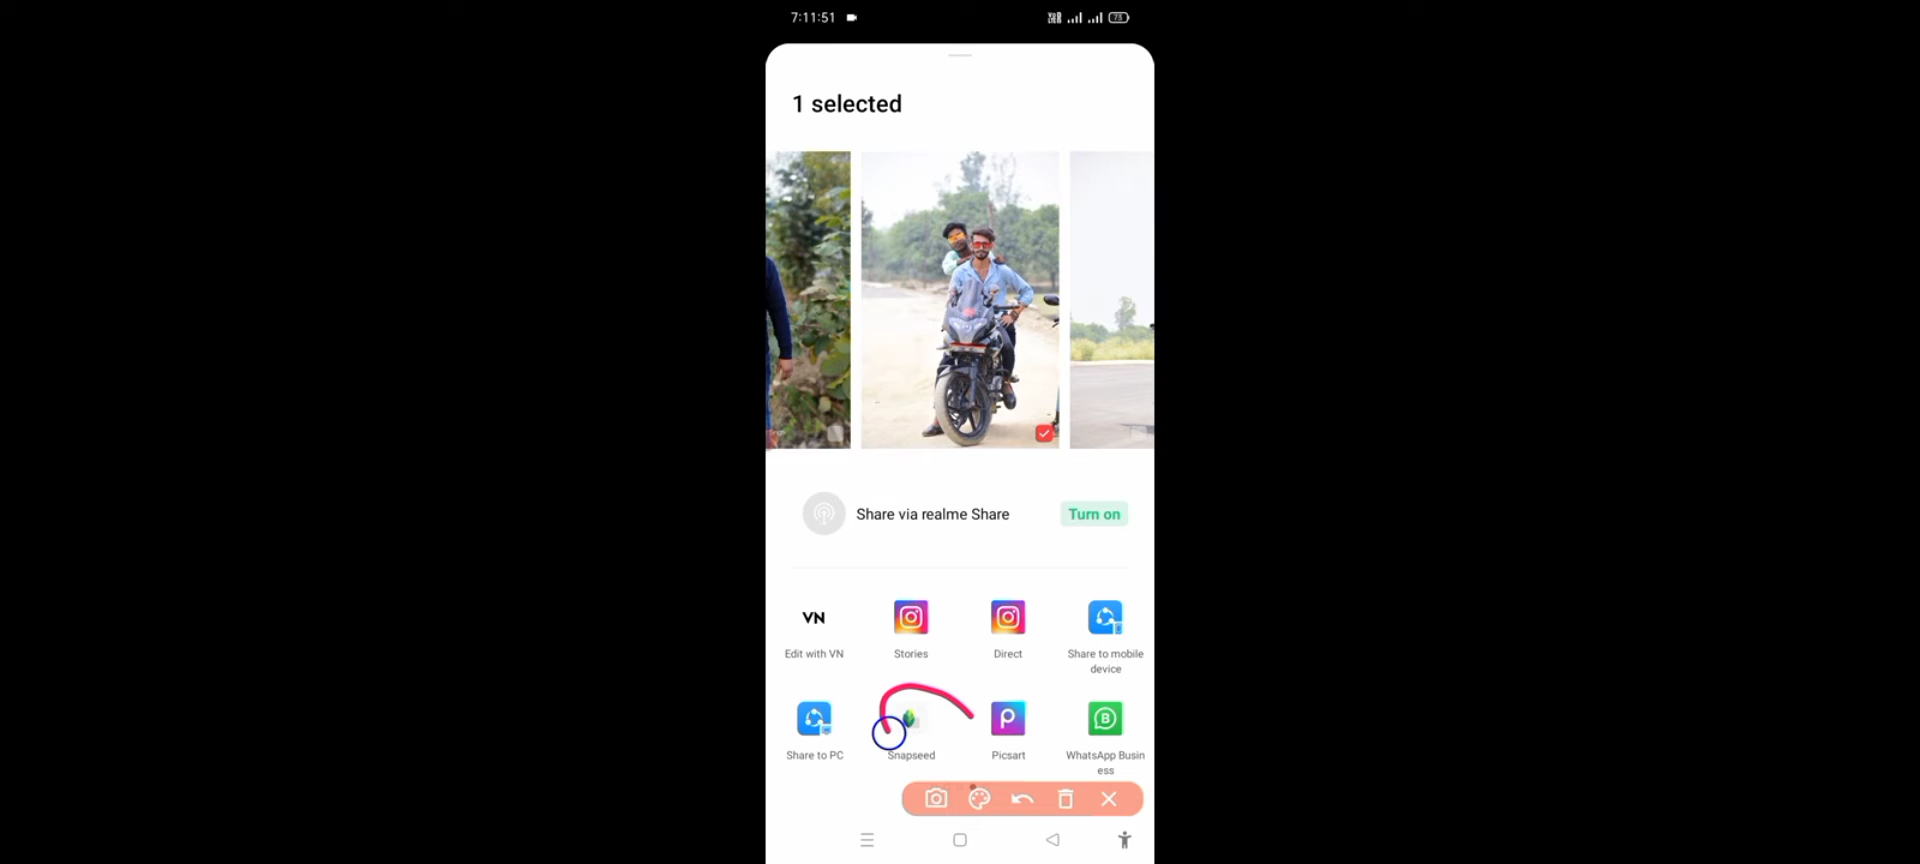 7:11:51
75
1 selected
Share via realme Share
Turn on
VN
Edit with VN
Stories
Direct
Share to mobile
device
Share to PC
Snapseed
Picsart
WhatsApp Busin
ess